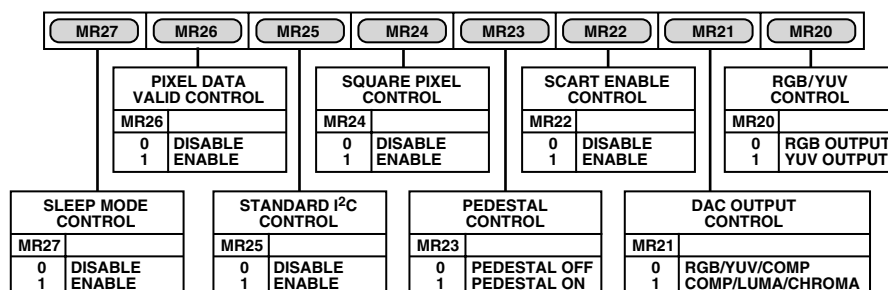 MR27 MR26 MR25 MR24 MR23 MR22 MR21 MR20
PIXEL DATA
VALID CONTROL
MR26
0 DISABLE
1 ENABLE
SQUARE PIXEL
CONTROL
MR24
0 DISABLE
1 ENABLE
SCART ENABLE
CONTROL
MR22
0 DISABLE
1 ENABLE
RGB/YUV
CONTROL
MR20
0 RGB OUTPUT
1 YUV OUTPUT
SLEEP MODE
CONTROL
MR27
0 DISABLE
1 ENABLE
STANDARD I²C
CONTROL
MR25
0 DISABLE
1 ENABLE
PEDESTAL
CONTROL
MR23
0 PEDESTAL OFF
1 PEDESTAL ON
DAC OUTPUT
CONTROL
MR21
0 RGB/YUV/COMP
1 COMP/LUMA/CHROMA